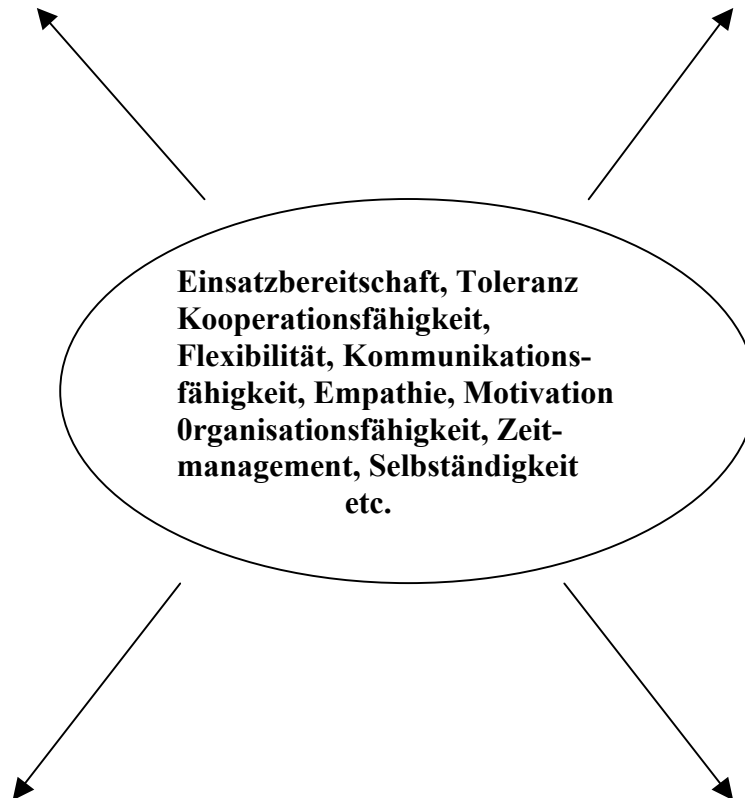 Einsatzbereitschaft, Toleranz
Kooperationsfähigkeit,
Flexibilität, Kommunikations-
fähigkeit, Empathie, Motivation
0rganisationsfähigkeit, Zeit-
management, Selbständigkeit
etc.